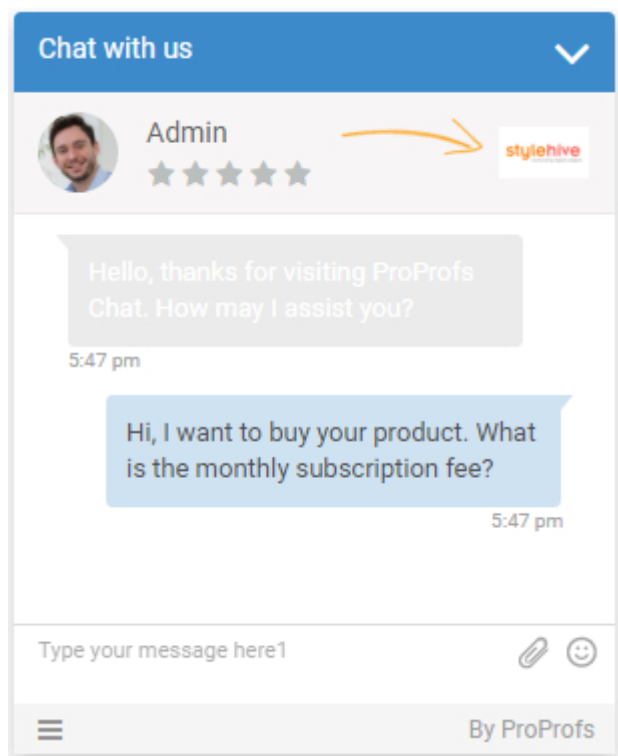 Chat with us
Admin
stylehive
Hello, thanks for visiting ProProfs
Chat. How may I assist you?
5:47 pm
Hi, I want to buy your product. What
is the monthly subscription fee?
5:47 pm
Type your message here1
By ProProfs